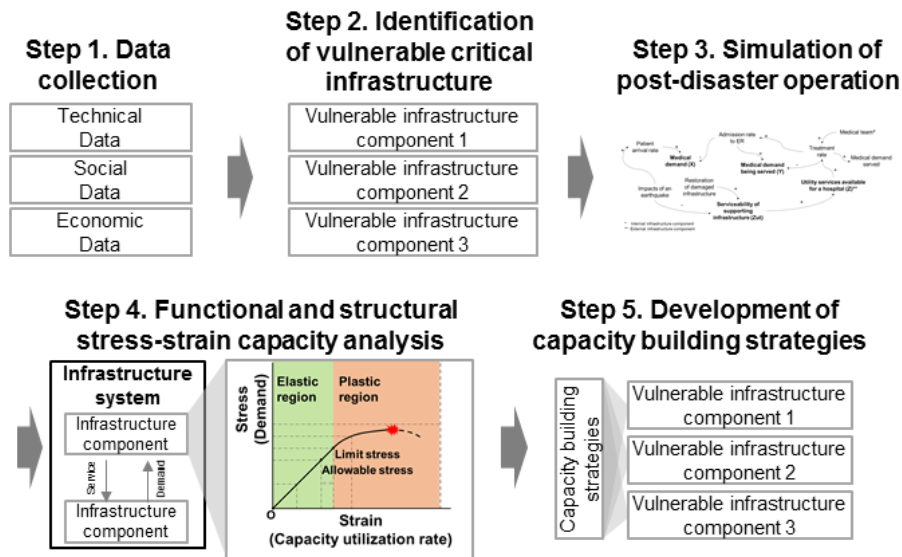 Step 1. Data
collection
Technical
Data
Social
Data
Economic
Data
Step 2. Identification
of vulnerable critical
infrastructure
Vulnerable infrastructure
component 1
Vulnerable infrastructure
component 2
Vulnerable infrastructure
component 3
Step 3. Simulation of
post-disaster operation
Patient
arrival rate
Medical
demand (X)
Admission rate
to ER
Medical demand
being served (Y)
Medical team*
Treatment
rate
Medical demand
served
Utility services available
for a hospital (Z)**
Impacts of an
earthquake
Restoration
of damaged
infrastructure
Serviceability of
supporting
infrastructure (Zut)
* Internal infrastructure component
** External infrastructure component
Step 4. Functional and structural
stress-strain capacity analysis
Infrastructure
system
Infrastructure
component
Service
Demand
Infrastructure
component
Stress
(Demand)
Elastic
region
Plastic
region
Limit stress
Allowable stress
O
Strain
(Capacity utilization rate)
Step 5. Development of
capacity building strategies
Capacity building
strategies
Vulnerable infrastructure
component 1
Vulnerable infrastructure
component 2
Vulnerable infrastructure
component 3